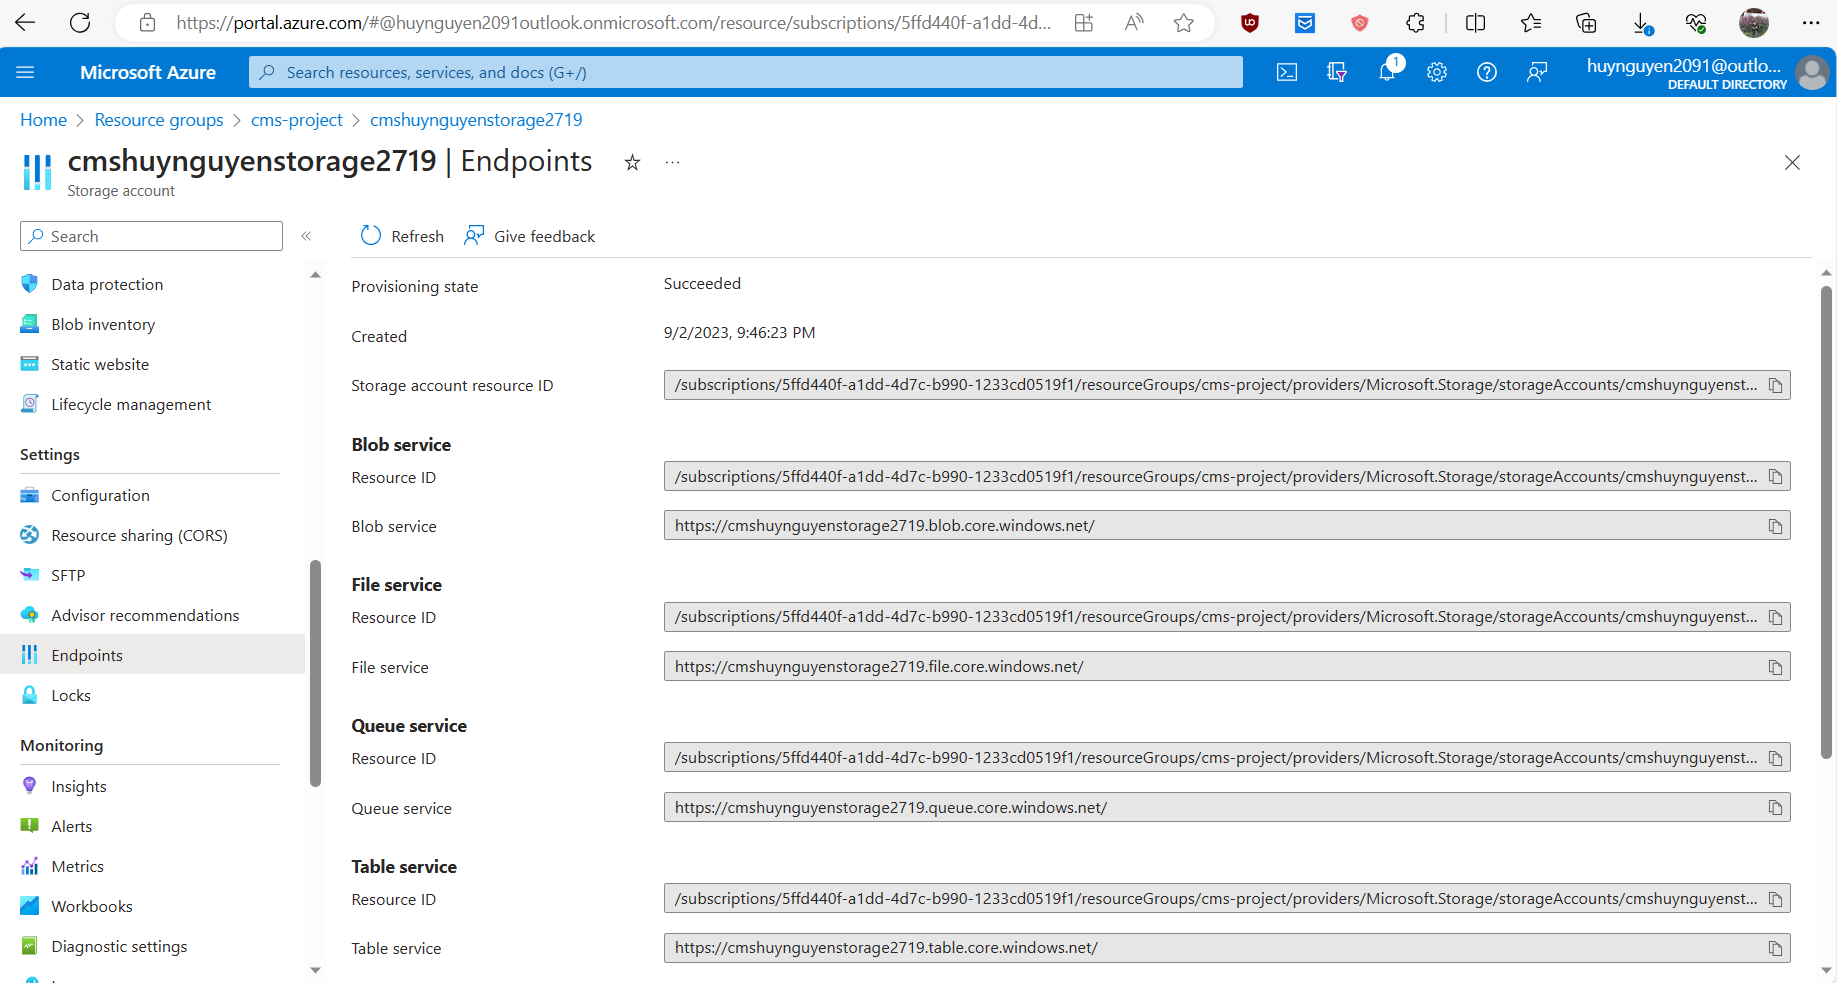 https://portal.azure.com/#@huynguyen2091outlook.onmicrosoft.com/resource/subscriptions/5ffd440f-a1dd-4d...
Microsoft Azure
Search resources, services, and docs (G+/)
1
huynguyen2091@outlo...
DEFAULT DIRECTORY
Home > Resource groups > cms-project > cmshuynguyenstorage2719
cmshuynguyenstorage2719 | Endpoints
Storage account
Search
Data protection
Blob inventory
Static website
Lifecycle management
Settings
Configuration
Resource sharing (CORS)
SFTP
Advisor recommendations
Endpoints
Locks
Monitoring
Insights
Alerts
Metrics
Workbooks
Diagnostic settings
Refresh
Give feedback
Provisioning state
Succeeded
Created
9/2/2023, 9:46:23 PM
Storage account resource ID
/subscriptions/5ffd440f-a1dd-4d7c-b990-1233cd0519f1/resourceGroups/cms-project/providers/Microsoft.Storage/storageAccounts/cmshuynguyenst...
Blob service
Resource ID
/subscriptions/5ffd440f-a1dd-4d7c-b990-1233cd0519f1/resourceGroups/cms-project/providers/Microsoft.Storage/storageAccounts/cmshuynguyenst...
Blob service
https://cmshuynguyenstorage2719.blob.core.windows.net/
File service
Resource ID
/subscriptions/5ffd440f-a1dd-4d7c-b990-1233cd0519f1/resourceGroups/cms-project/providers/Microsoft.Storage/storageAccounts/cmshuynguyenst...
File service
https://cmshuynguyenstorage2719.file.core.windows.net/
Queue service
Resource ID
/subscriptions/5ffd440f-a1dd-4d7c-b990-1233cd0519f1/resourceGroups/cms-project/providers/Microsoft.Storage/storageAccounts/cmshuynguyenst...
Queue service
https://cmshuynguyenstorage2719.queue.core.windows.net/
Table service
Resource ID
/subscriptions/5ffd440f-a1dd-4d7c-b990-1233cd0519f1/resourceGroups/cms-project/providers/Microsoft.Storage/storageAccounts/cmshuynguyenst...
Table service
https://cmshuynguyenstorage2719.table.core.windows.net/